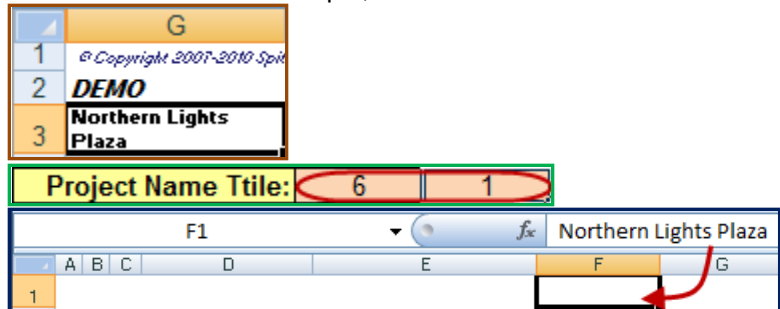 G
1 © Copyright 2007-2010 Spit
2 DEMO
3 Northern Lights
Plaza
Project Name Ttile: 6 1
F1 fx Northern Lights Plaza
A B C D E F G
1